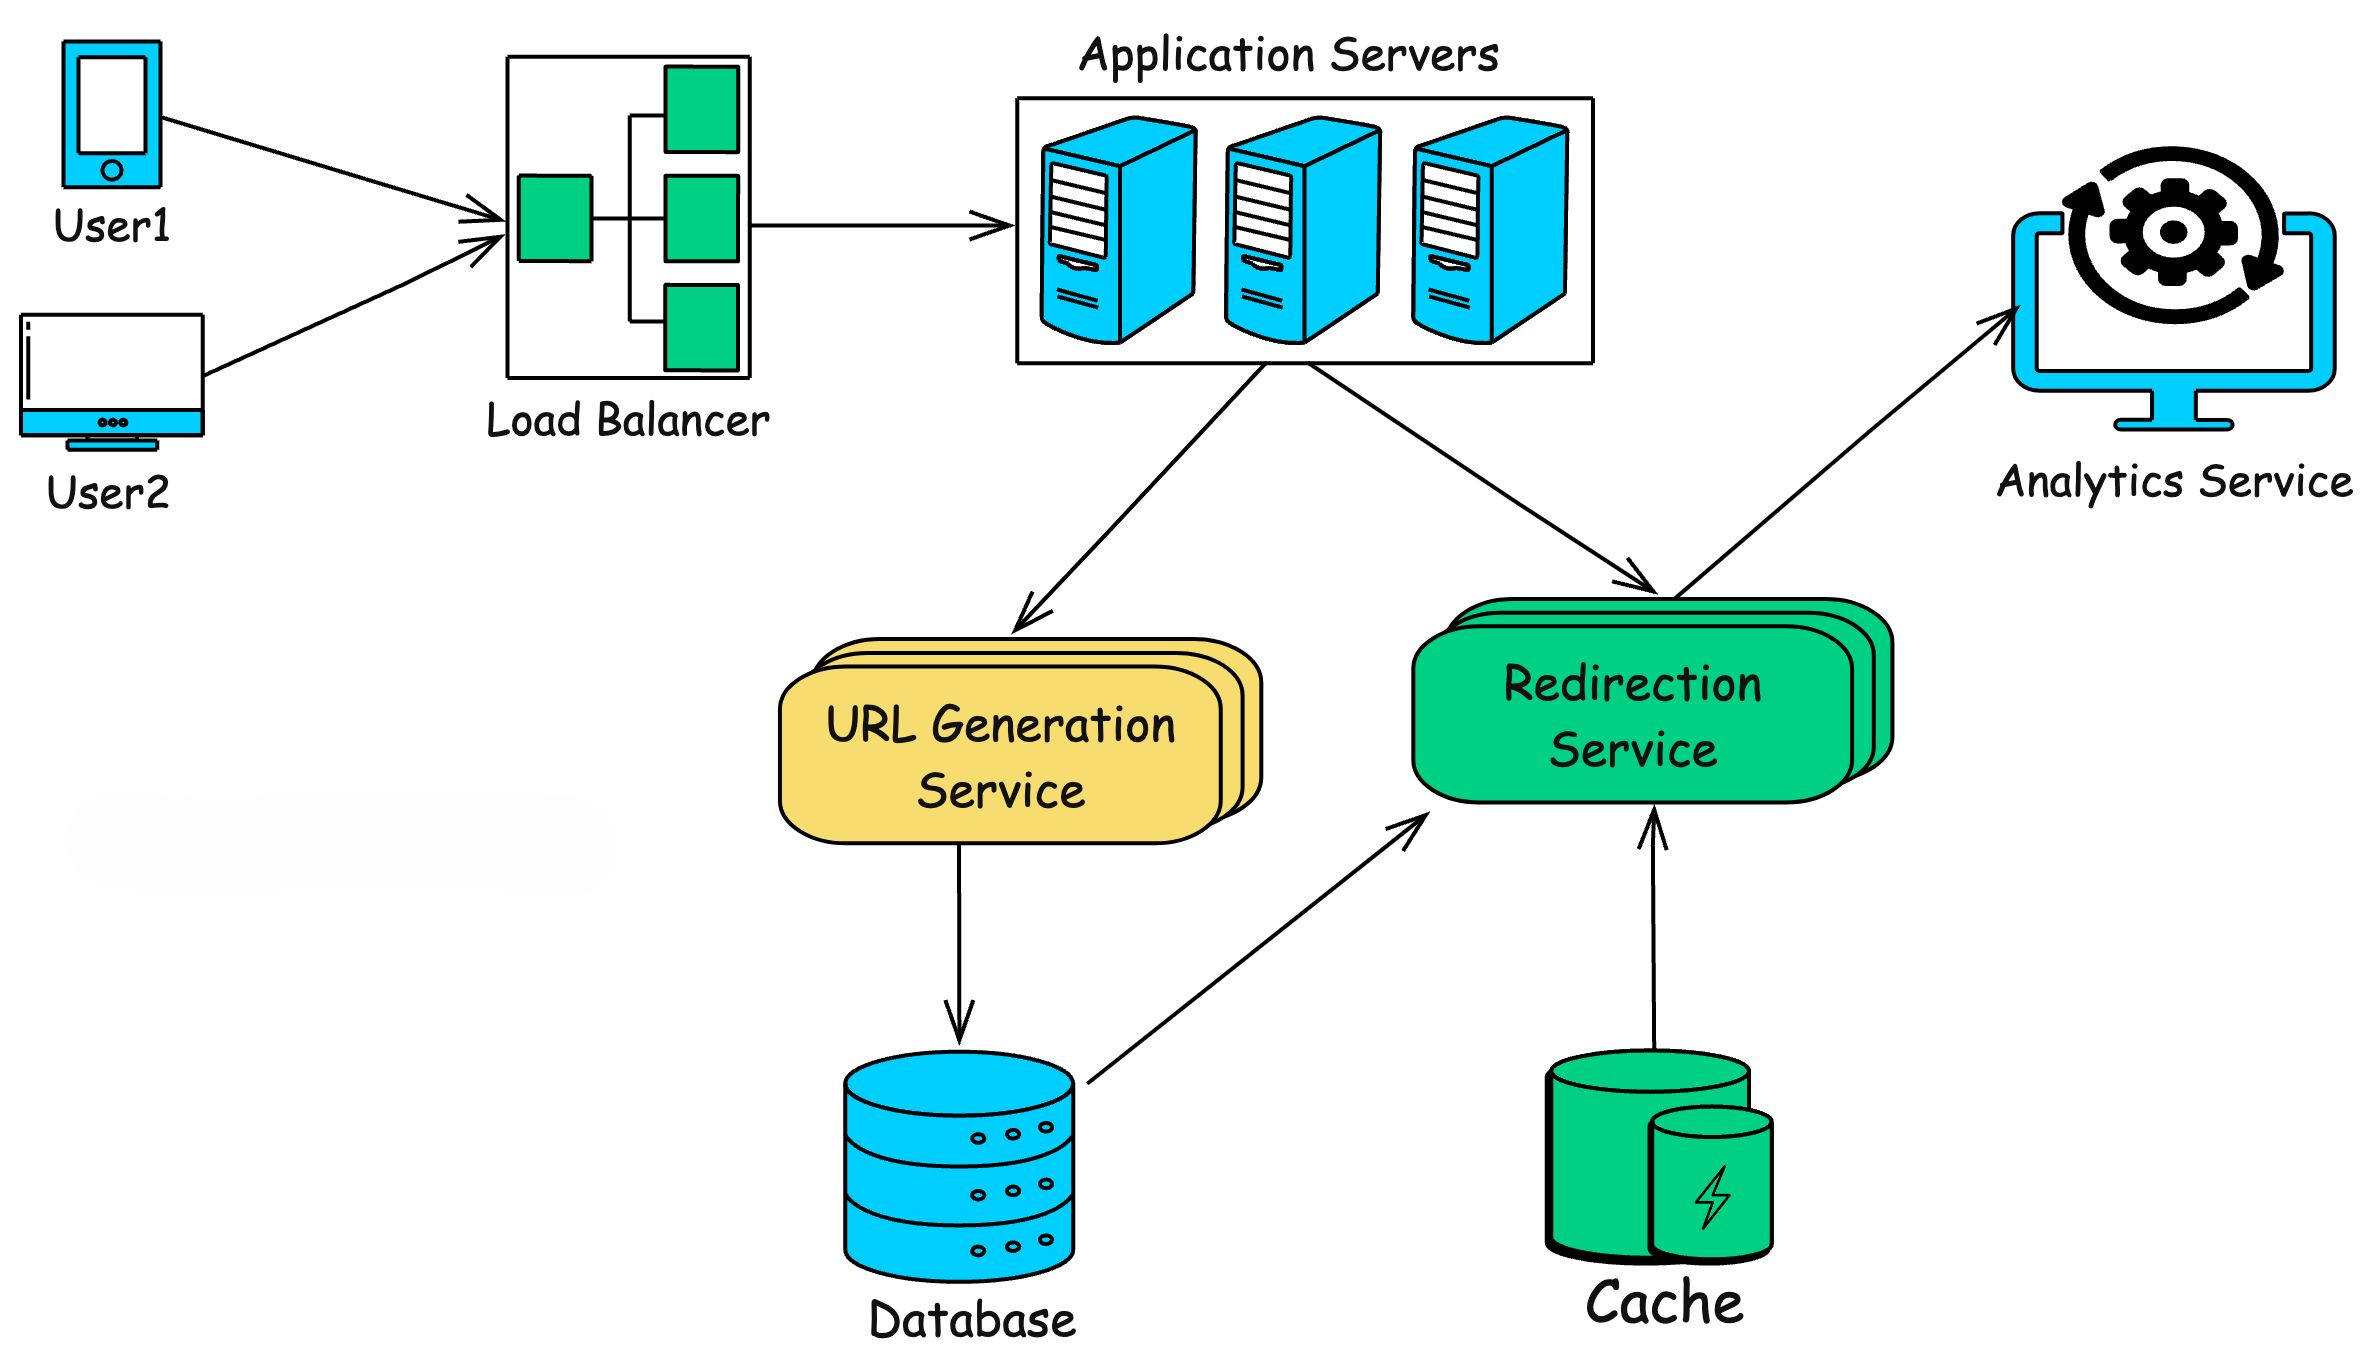 Application Servers
User1
Load Balancer
User2
Analytics Service
URL Generation
Service
Redirection
Service
Database
Cache